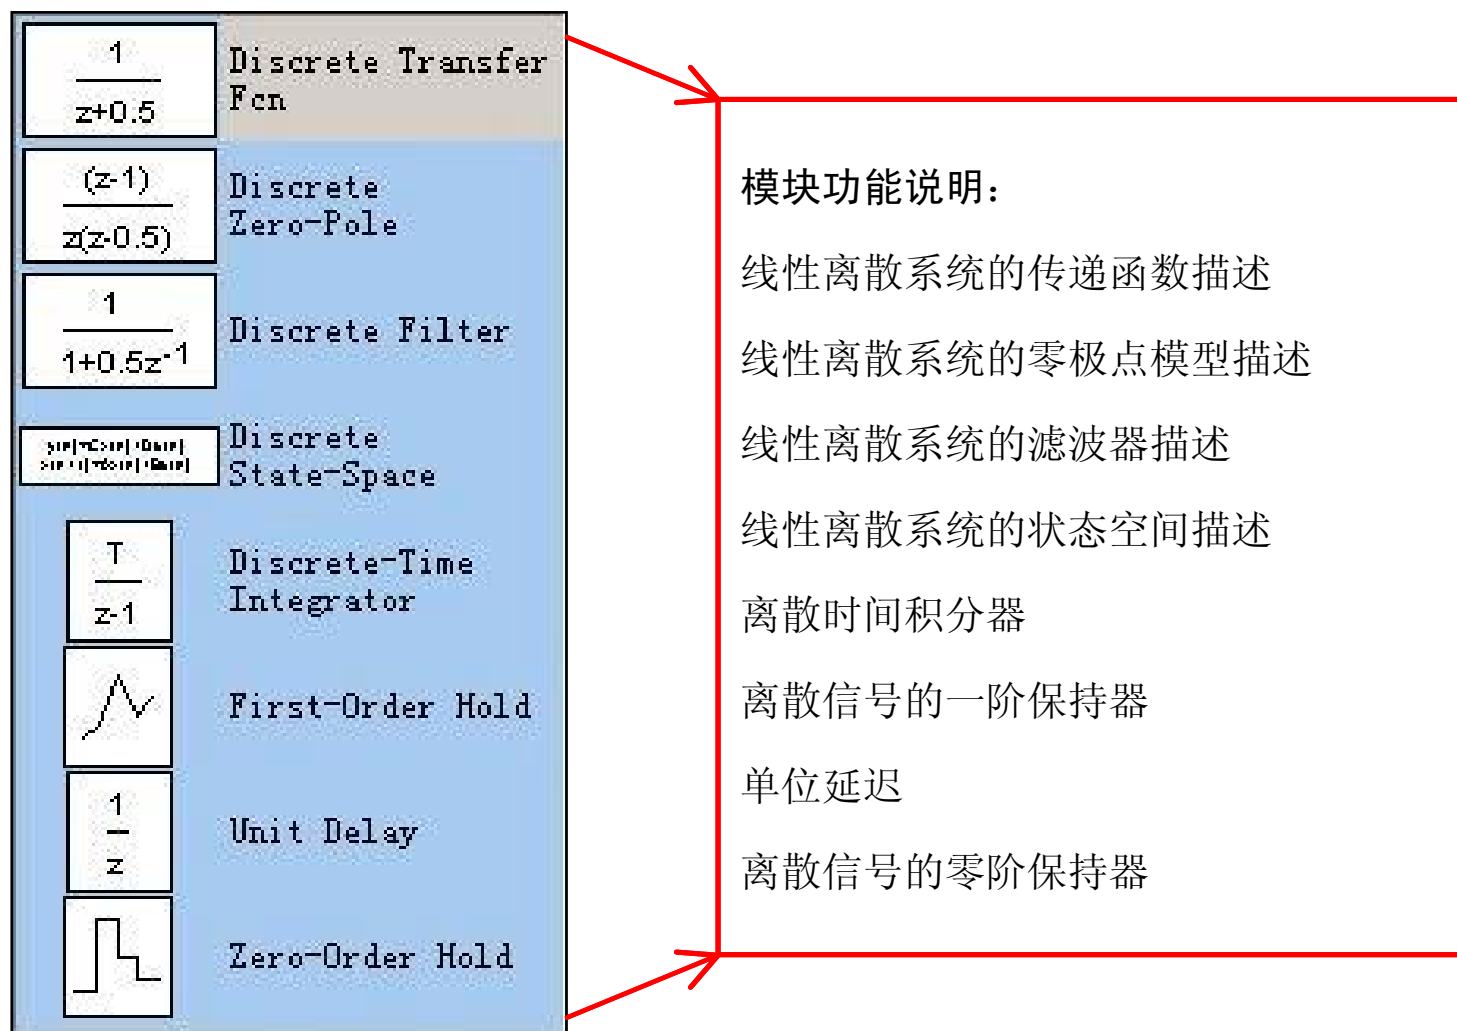 1
z+0.5
Discrete Transfer
Fcn
(z-1)
z(z-0.5)
Discrete
Zero-Pole
1
1+0.5z-1
Discrete Filter
Discrete
State-Space
T
z-1
Discrete-Time
Integrator
First-Order Hold
1
z
Unit Delay
Zero-Order Hold
模块功能说明：
线性离散系统的传递函数描述
线性离散系统的零极点模型描述
线性离散系统的滤波器描述
线性离散系统的状态空间描述
离散时间积分器
离散信号的一阶保持器
单位延迟
离散信号的零阶保持器